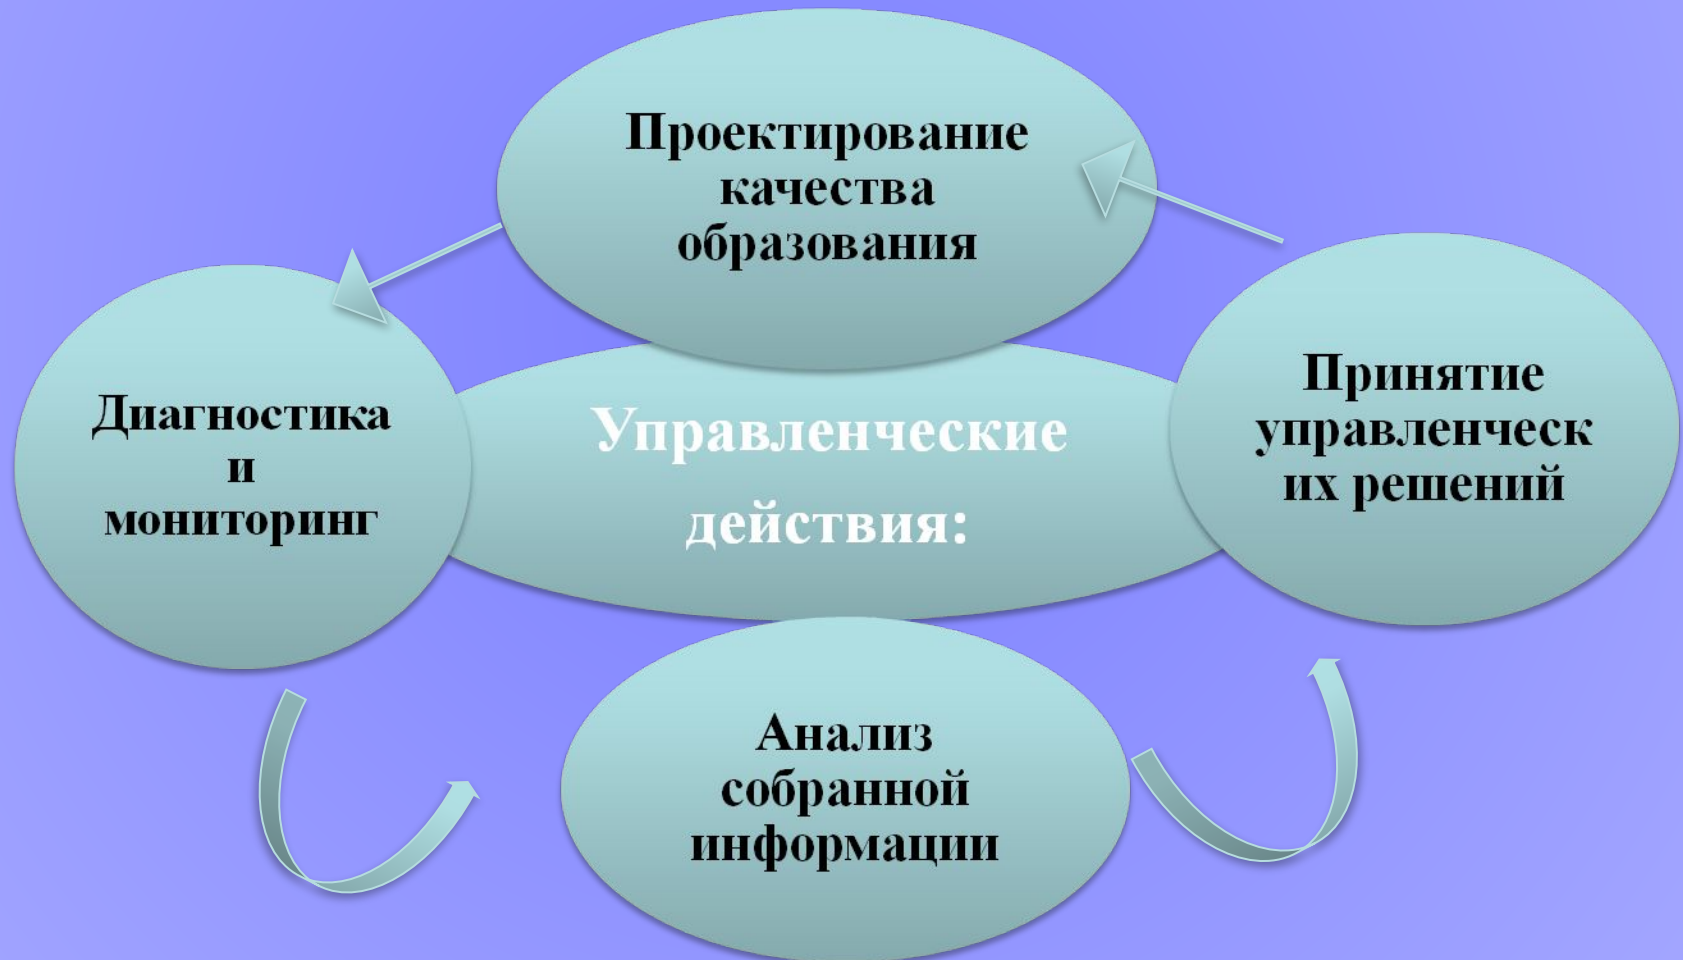 Проектирование
качества
образования
Диагностика
и
мониторинг
Управленческие
действия:
Принятие
управленческ
их решений
Анализ
собранной
информации